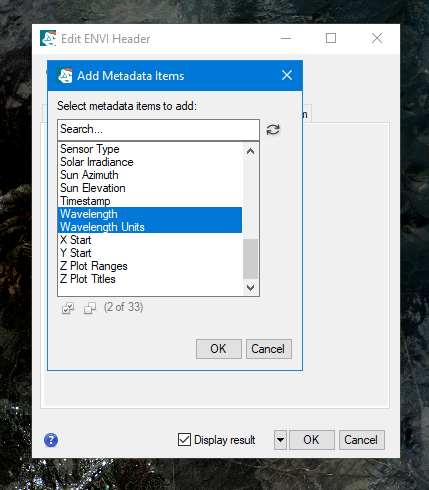 Edit ENVI Header
Add Metadata Items
Select metadata items to add:
Search...
Sensor Type
Solar Irradiance
Sun Azimuth
Sun Elevation
Timestamp
Wavelength
Wavelength Units
X Start
Y Start
Z Plot Ranges
Z Plot Titles
(2 of 33)
OK Cancel
Display result OK Cancel